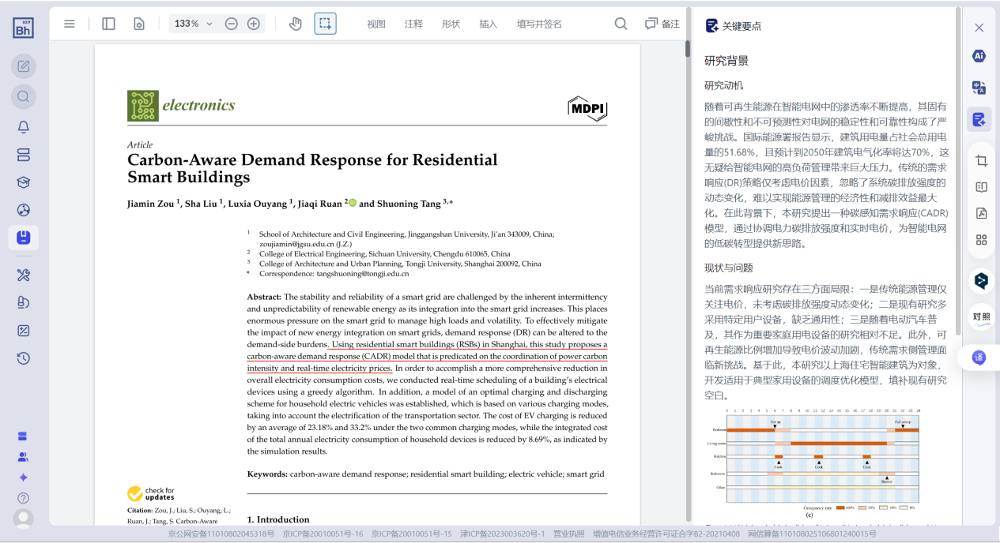 107
Bh
133%
视图
注释
形状
插入
填写并签名
备注
electronics
MDPI
Article
Carbon-Aware Demand Response for Residential
Smart Buildings
Jiamin Zou 1, Sha Liu 1, Luxia Ouyang 1, Jiaqi Ruan 2 and Shuoning Tang 3,*
1 School of Architecture and Civil Engineering, Jinggangshan University, Ji'an 343009, China;
zoujiamin@jgsu.edu.cn (J.Z.)
2 College of Electrical Engineering, Sichuan University, Chengdu 610065, China
3 College of Architecture and Urban Planning, Tongji University, Shanghai 200092, China
* Correspondence: tangshuoning@tongji.edu.cn
Abstract: The stability and reliability of a smart grid are challenged by the inherent intermittency
and unpredictability of renewable energy as its integration into the smart grid increases. This places
enormous pressure on the smart grid to manage high loads and volatility. To effectively mitigate
the impact of new energy integration on smart grids, demand response (DR) can be altered to the
demand-side burdens. Using residential smart buildings (RSBs) in Shanghai, this study proposes a
carbon-aware demand response (CADR) model that is predicated on the coordination of power carbon
intensity and real-time electricity prices. In order to accomplish a more comprehensive reduction in
overall electricity consumption costs, we conducted real-time scheduling of a building's electrical
devices using a greedy algorithm. In addition, a model of an optimal charging and discharging
scheme for household electric vehicles was established, which is based on various charging modes,
taking into account the electrification of the transportation sector. The cost of EV charging is reduced
by an average of 23.18% and 33.2% under the two common charging modes, while the integrated cost
of the total annual electricity consumption of household devices is reduced by 8.69%, as indicated by
the simulation results.
Keywords: carbon-aware demand response; residential smart building; electric vehicle; smart grid
check for
updates
Citation: Zou, J.; Liu, S.; Ouyang, L.;
Ruan, J.; Tang, S. Carbon-Aware
1. Introduction
关键要点
研究背景
研究动机
随着可再生能源在智能电网中的渗透率不断提高，其固有
的间歇性和不可预测性对电网的稳定性和可靠性构成了严
峻挑战。国际能源署报告显示，建筑用电量占社会总用电
量的51.68%，且预计到2050年建筑电气化率将达70%，这
无疑给智能电网的高负荷管理带来巨大压力。传统的需求
响应(DR)策略仅考虑电价因素，忽略了系统碳排放强度的
动态变化，难以实现能源管理的经济性和减排效益最大
化。在此背景下，本研究提出一种碳感知需求响应(CADR)
模型，通过协调电力碳排放强度和实时电价，为智能电网
的低碳转型提供新思路。
现状与问题
当前需求响应研究存在三方面局限：一是传统能源管理仅
关注电价，未考虑碳排放强度动态变化；二是现有研究多
采用特定用户设备，缺乏通用性；三是随着电动汽车普
及，其作为重要家庭用电设备的研究相对不足。此外，可
再生能源比例增加导致电价波动加剧，传统需求侧管理面
临新挑战。基于此，本研究以上海住宅智能建筑为对象，
开发适用于典型家用设备的调度优化模型，填补现有研究
空白。
0 1 2 3 4 5 6 7 8 9 10 11 12 13 14 15 16 17 18 19 20 21 22 23 24
Get up
Fall asleep
Bedroom
Living room
Kitchen
Cook
Cook
Cook
Bathroom
Shower
Other
Occupancy rate 100% 50% 10% 0%
(c)
Ai
中
A
对照
译
京公网安备11010802045318号 京ICP备20010051号-16 京ICP备20010051号-15 津ICP备2023003620号-1 营业执照 增值电信业务经营许可证合字B2-20210408 网信算备110108025106801240015号